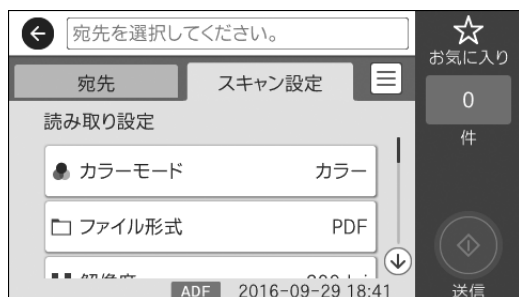 宛先を選択してください。
お気に入り
宛先
スキャン設定
0
件
読み取り設定
カラーモード
カラー
ファイル形式
PDF
ADF
2016-09-29 18:41
送信